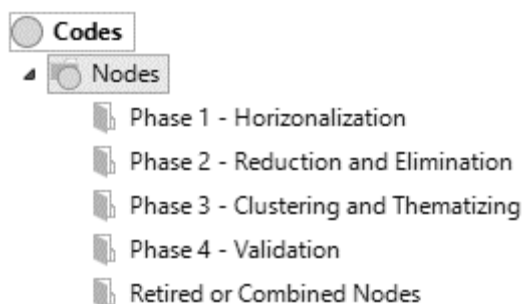 Codes
Nodes
Phase 1 - Horizonalization
Phase 2 - Reduction and Elimination
Phase 3 - Clustering and Thematizing
Phase 4 - Validation
Retired or Combined Nodes